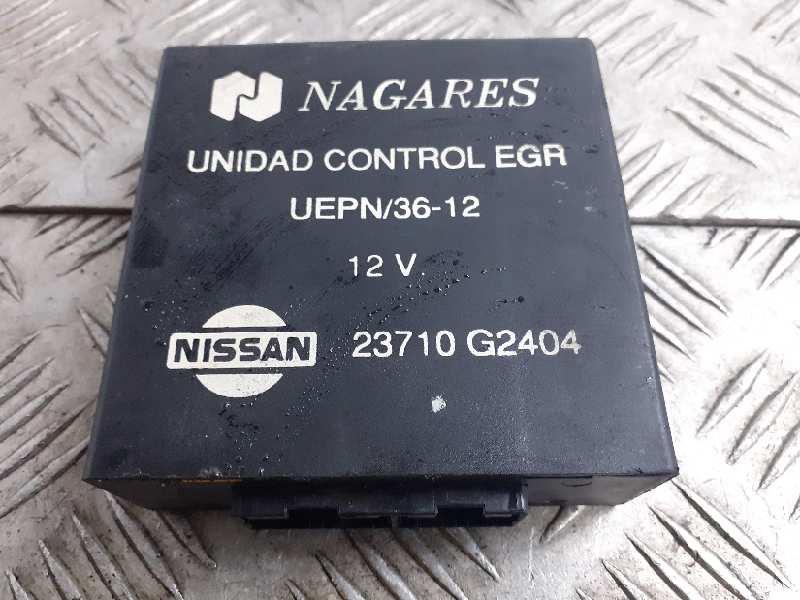 NAGARES
UNIDAD CONTROL EGR
UEPN/36-12
12 V.
NISSAN 23710 G2404